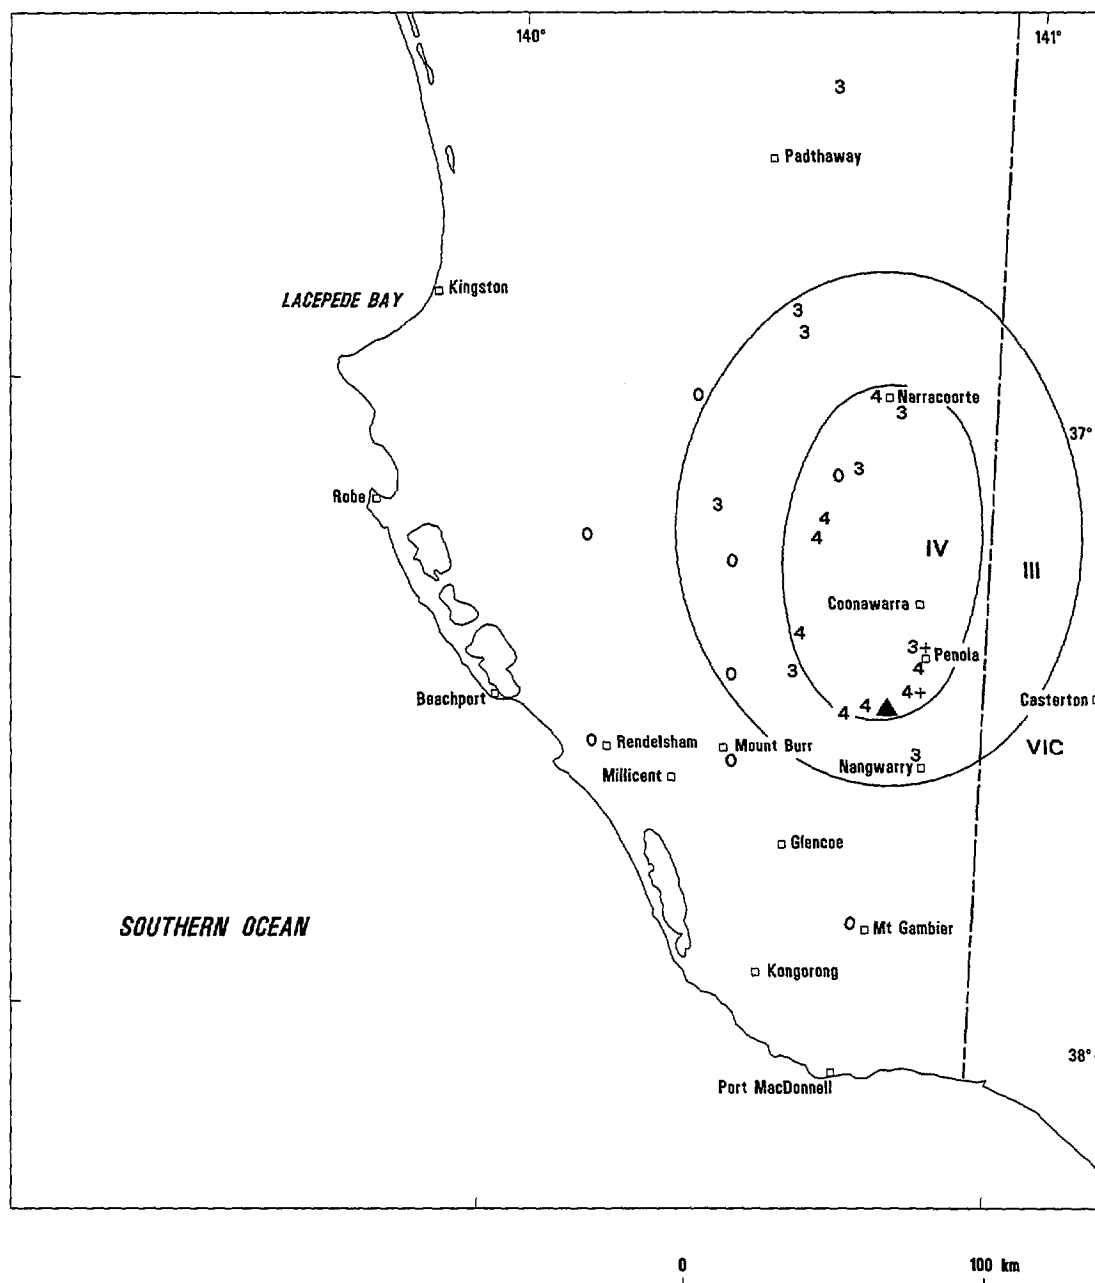 140°
141°
3
Padthaway
Kingston
LACEPEDE BAY
3
3
0
4
Narracoorte
3
37°
0
3
Robe
3
4
4
0
0
IV
III
Coonawarra
4
3+
Penola
4
0
3
4+
Beachport
4
4
Casterton
0
Rendelsham
Mount Burr
VIC
0
3
Nangwarry
Millicent
Glencoe
SOUTHERN OCEAN
0
Mt Gambier
Kongorong
38°
Port MacDonnell
0
100 km